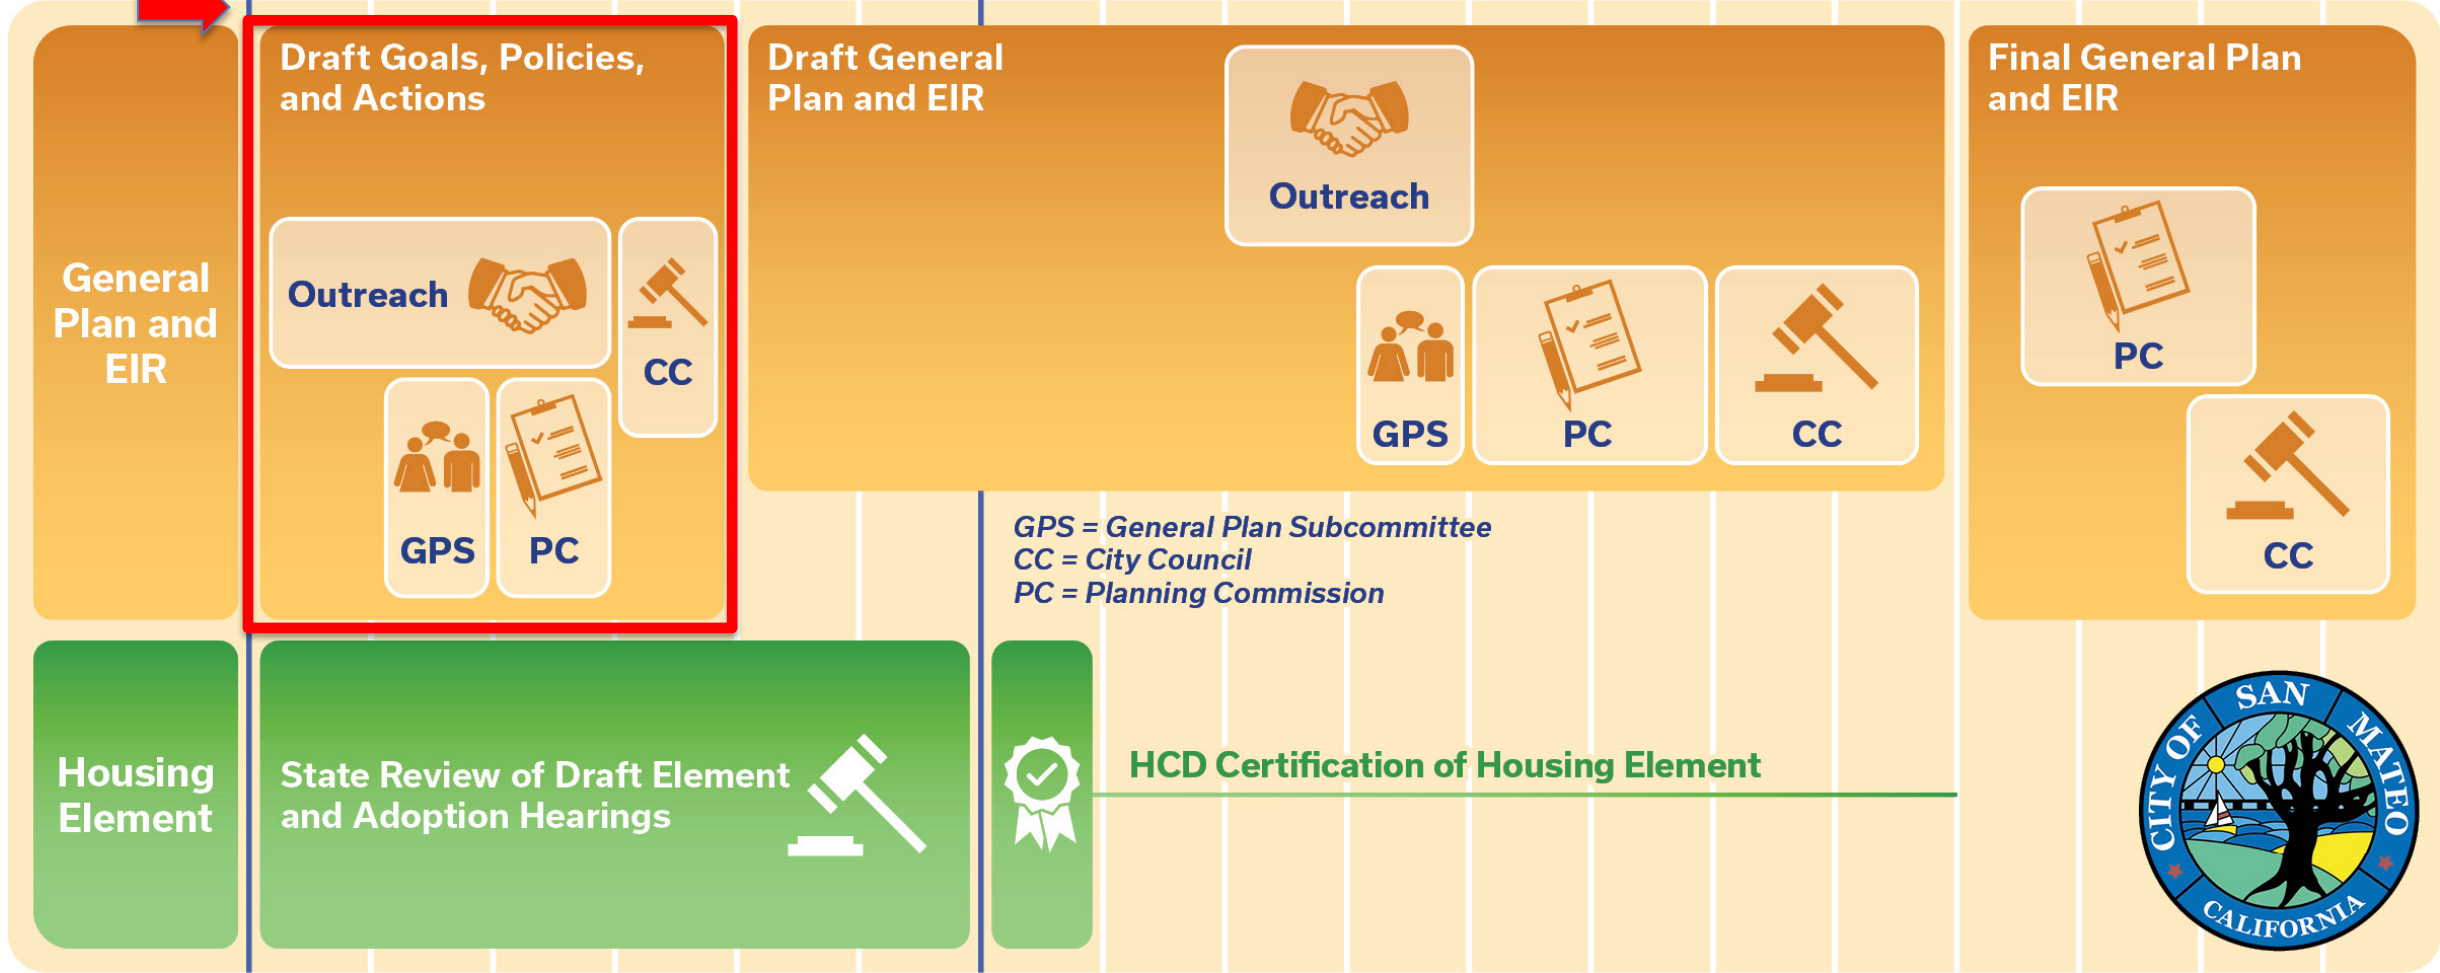 General
Plan and
EIR
Draft Goals, Policies,
and Actions
Outreach
CC
GPS
PC
Draft General
Plan and EIR
Outreach
GPS
PC
CC
Final General Plan
and EIR
PC
CC
GPS = General Plan Subcommittee
CC = City Council
PC = Planning Commission
Housing
Element
State Review of Draft Element
and Adoption Hearings
HCD Certification of Housing Element
CITY OF SAN MATEO
CALIFORNIA